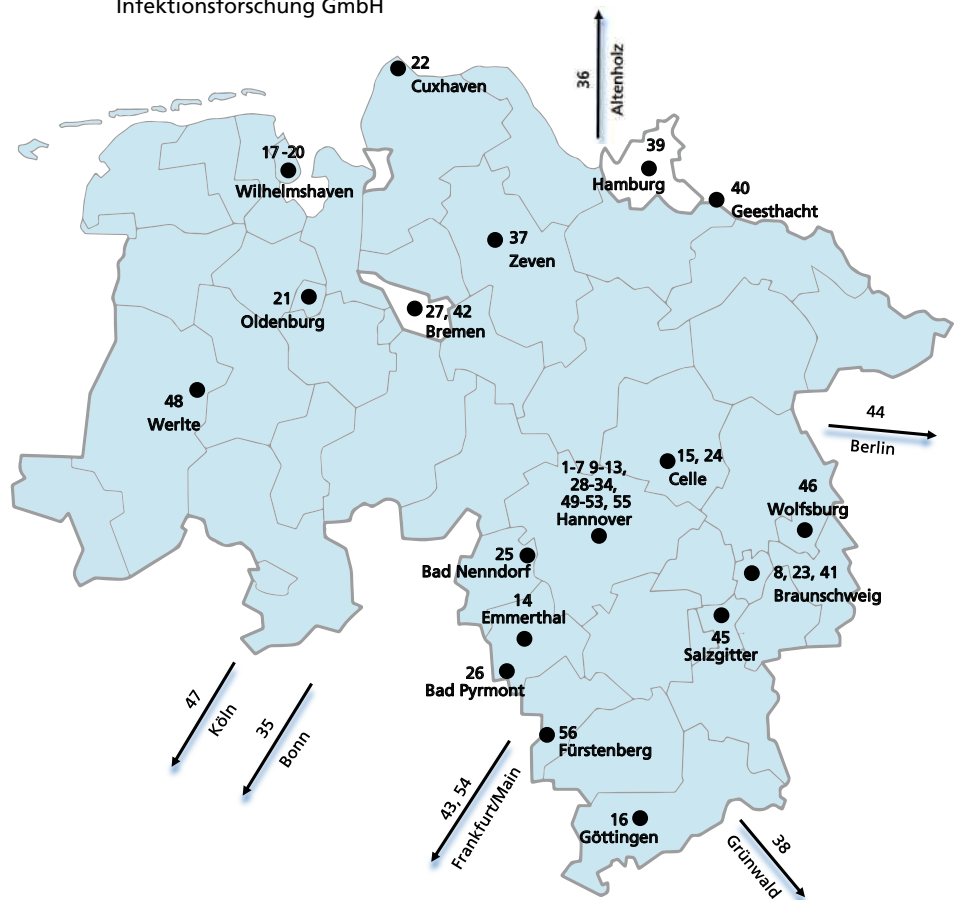 Infektionsforschung GmbH
22
Cuxhaven
36
Altenholz
39
Hamburg
17-20
Wilhelmshaven
40
Geesthacht
37
Zeven
21
Oldenburg
27, 42
Bremen
48
Werlte
44
Berlin
15, 24
Celle
1-7 9-13,
28-34,
49-53, 55
Hannover
46
Wolfsburg
25
Bad Nenndorf
8, 23, 41
Braunschweig
14
Emmerthal
45
Salzgitter
26
Bad Pyrmont
47
Köln
35
Bonn
56
Fürstenberg
43, 54
Frankfurt/Main
16
Göttingen
38
Grünwald